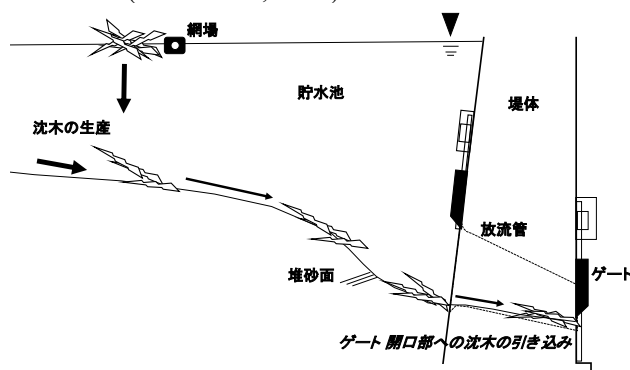 網場
貯水池
堤体
沈木の生産
放流管
堆砂面
ゲート
ゲート 開口部への沈木の引き込み